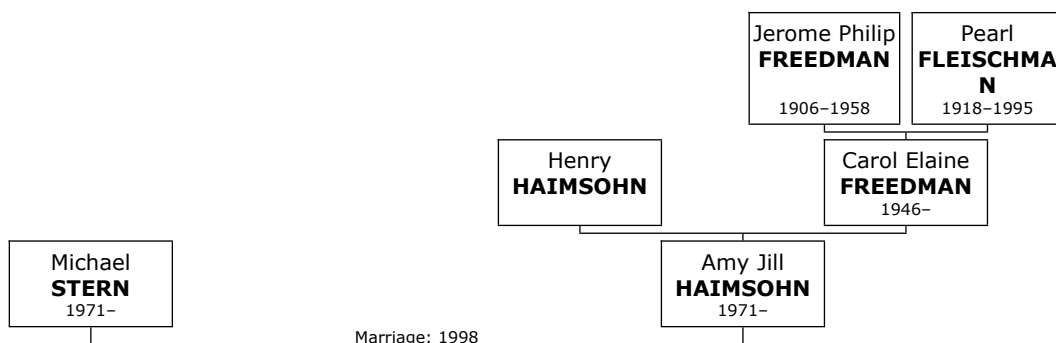 Jerome Philip
FREEDMAN
1906–1958
Pearl
FLEISCHMA
N
1918–1995
Henry
HAIMSOHN
Carol Elaine
FREEDMAN
1946–
Michael
STERN
1971–
Amy Jill
HAIMSOHN
1971–
Marriage: 1998